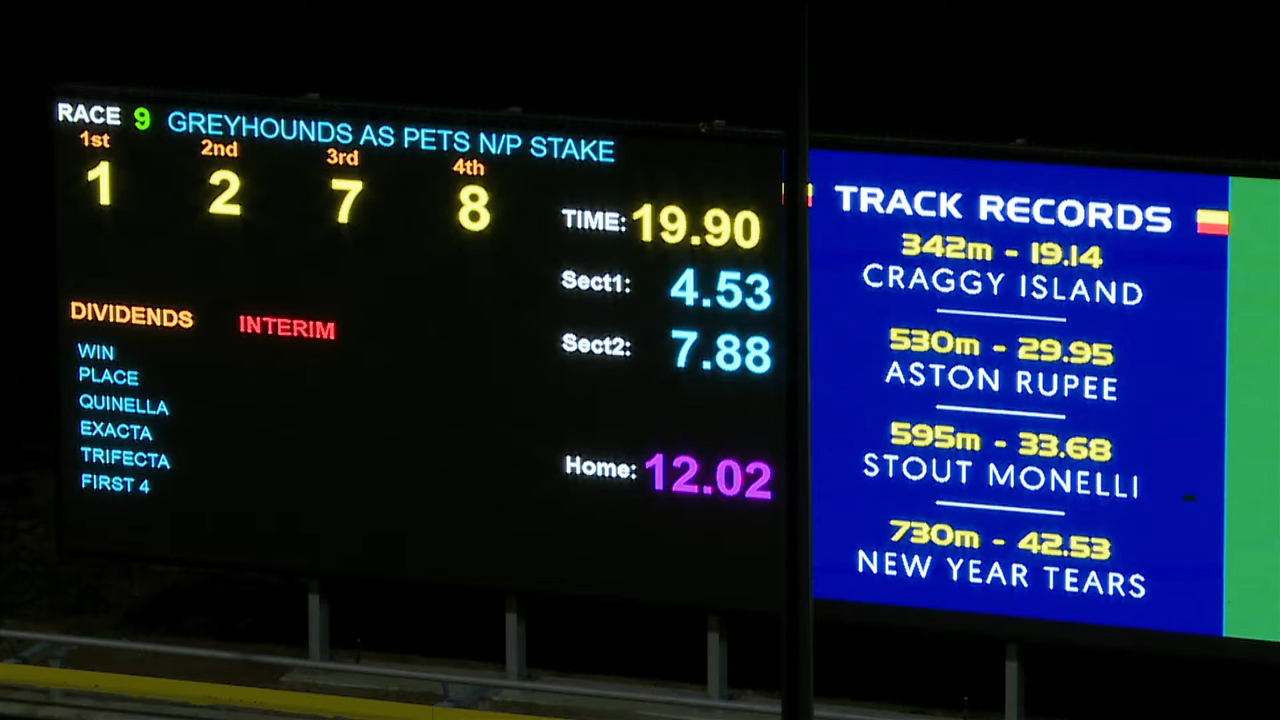 RACE 9 GREYHOUNDS AS PETS N/P STAKE
1st 2nd 3rd 4th
1 2 7 8
TIME: 19.90
Sect1: 4.53
Sect2: 7.88
Home: 12.02
DIVIDENDS INTERIM
WIN
PLACE
QUINELLA
EXACTA
TRIFECTA
FIRST 4
TRACK RECORDS
342m - 19.14
CRAGGY ISLAND
530m - 29.95
ASTON RUPEE
595m - 33.68
STOUT MONELLI
730m - 42.53
NEW YEAR TEARS